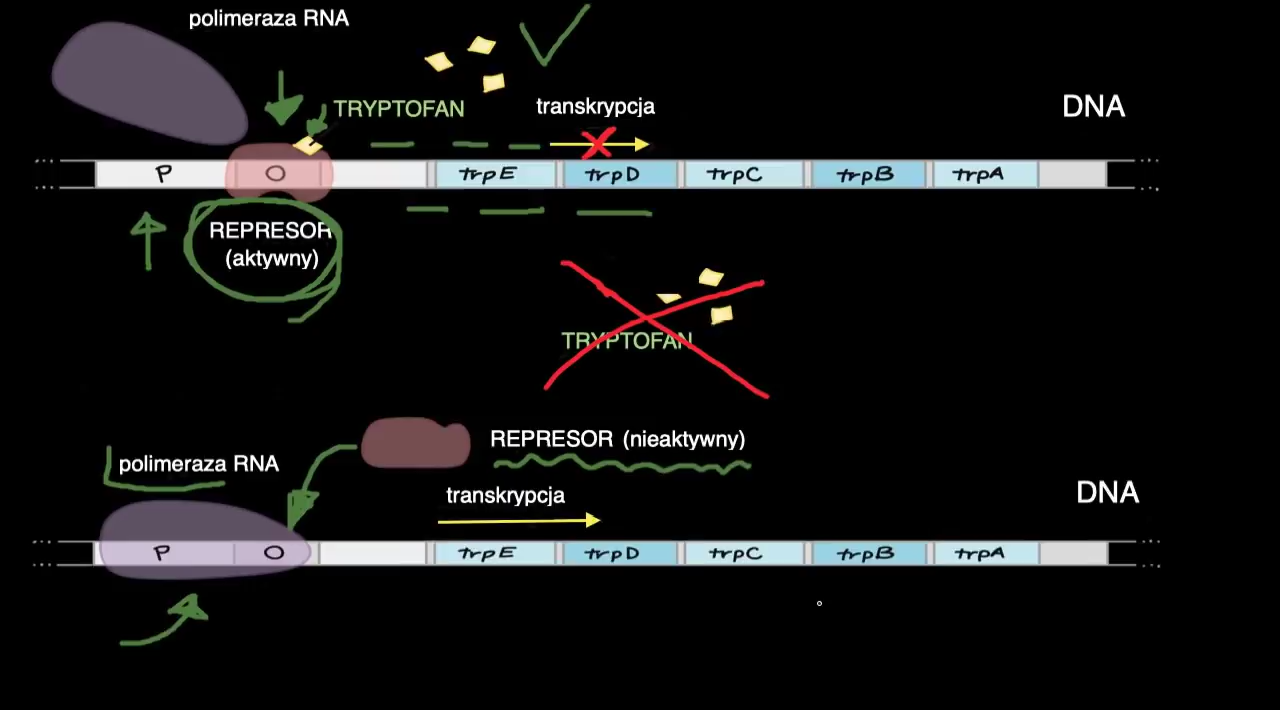 polimeraza RNA
TRYPTOFAN
transkrypcja
DNA
P O trpE trpD trpC trpB trpA
REPRESOR
(aktywny)
TRYPTOFAN
REPRESOR (nieaktywny)
polimeraza RNA
transkrypcja
DNA
P O trpE trpD trpC trpB trpA